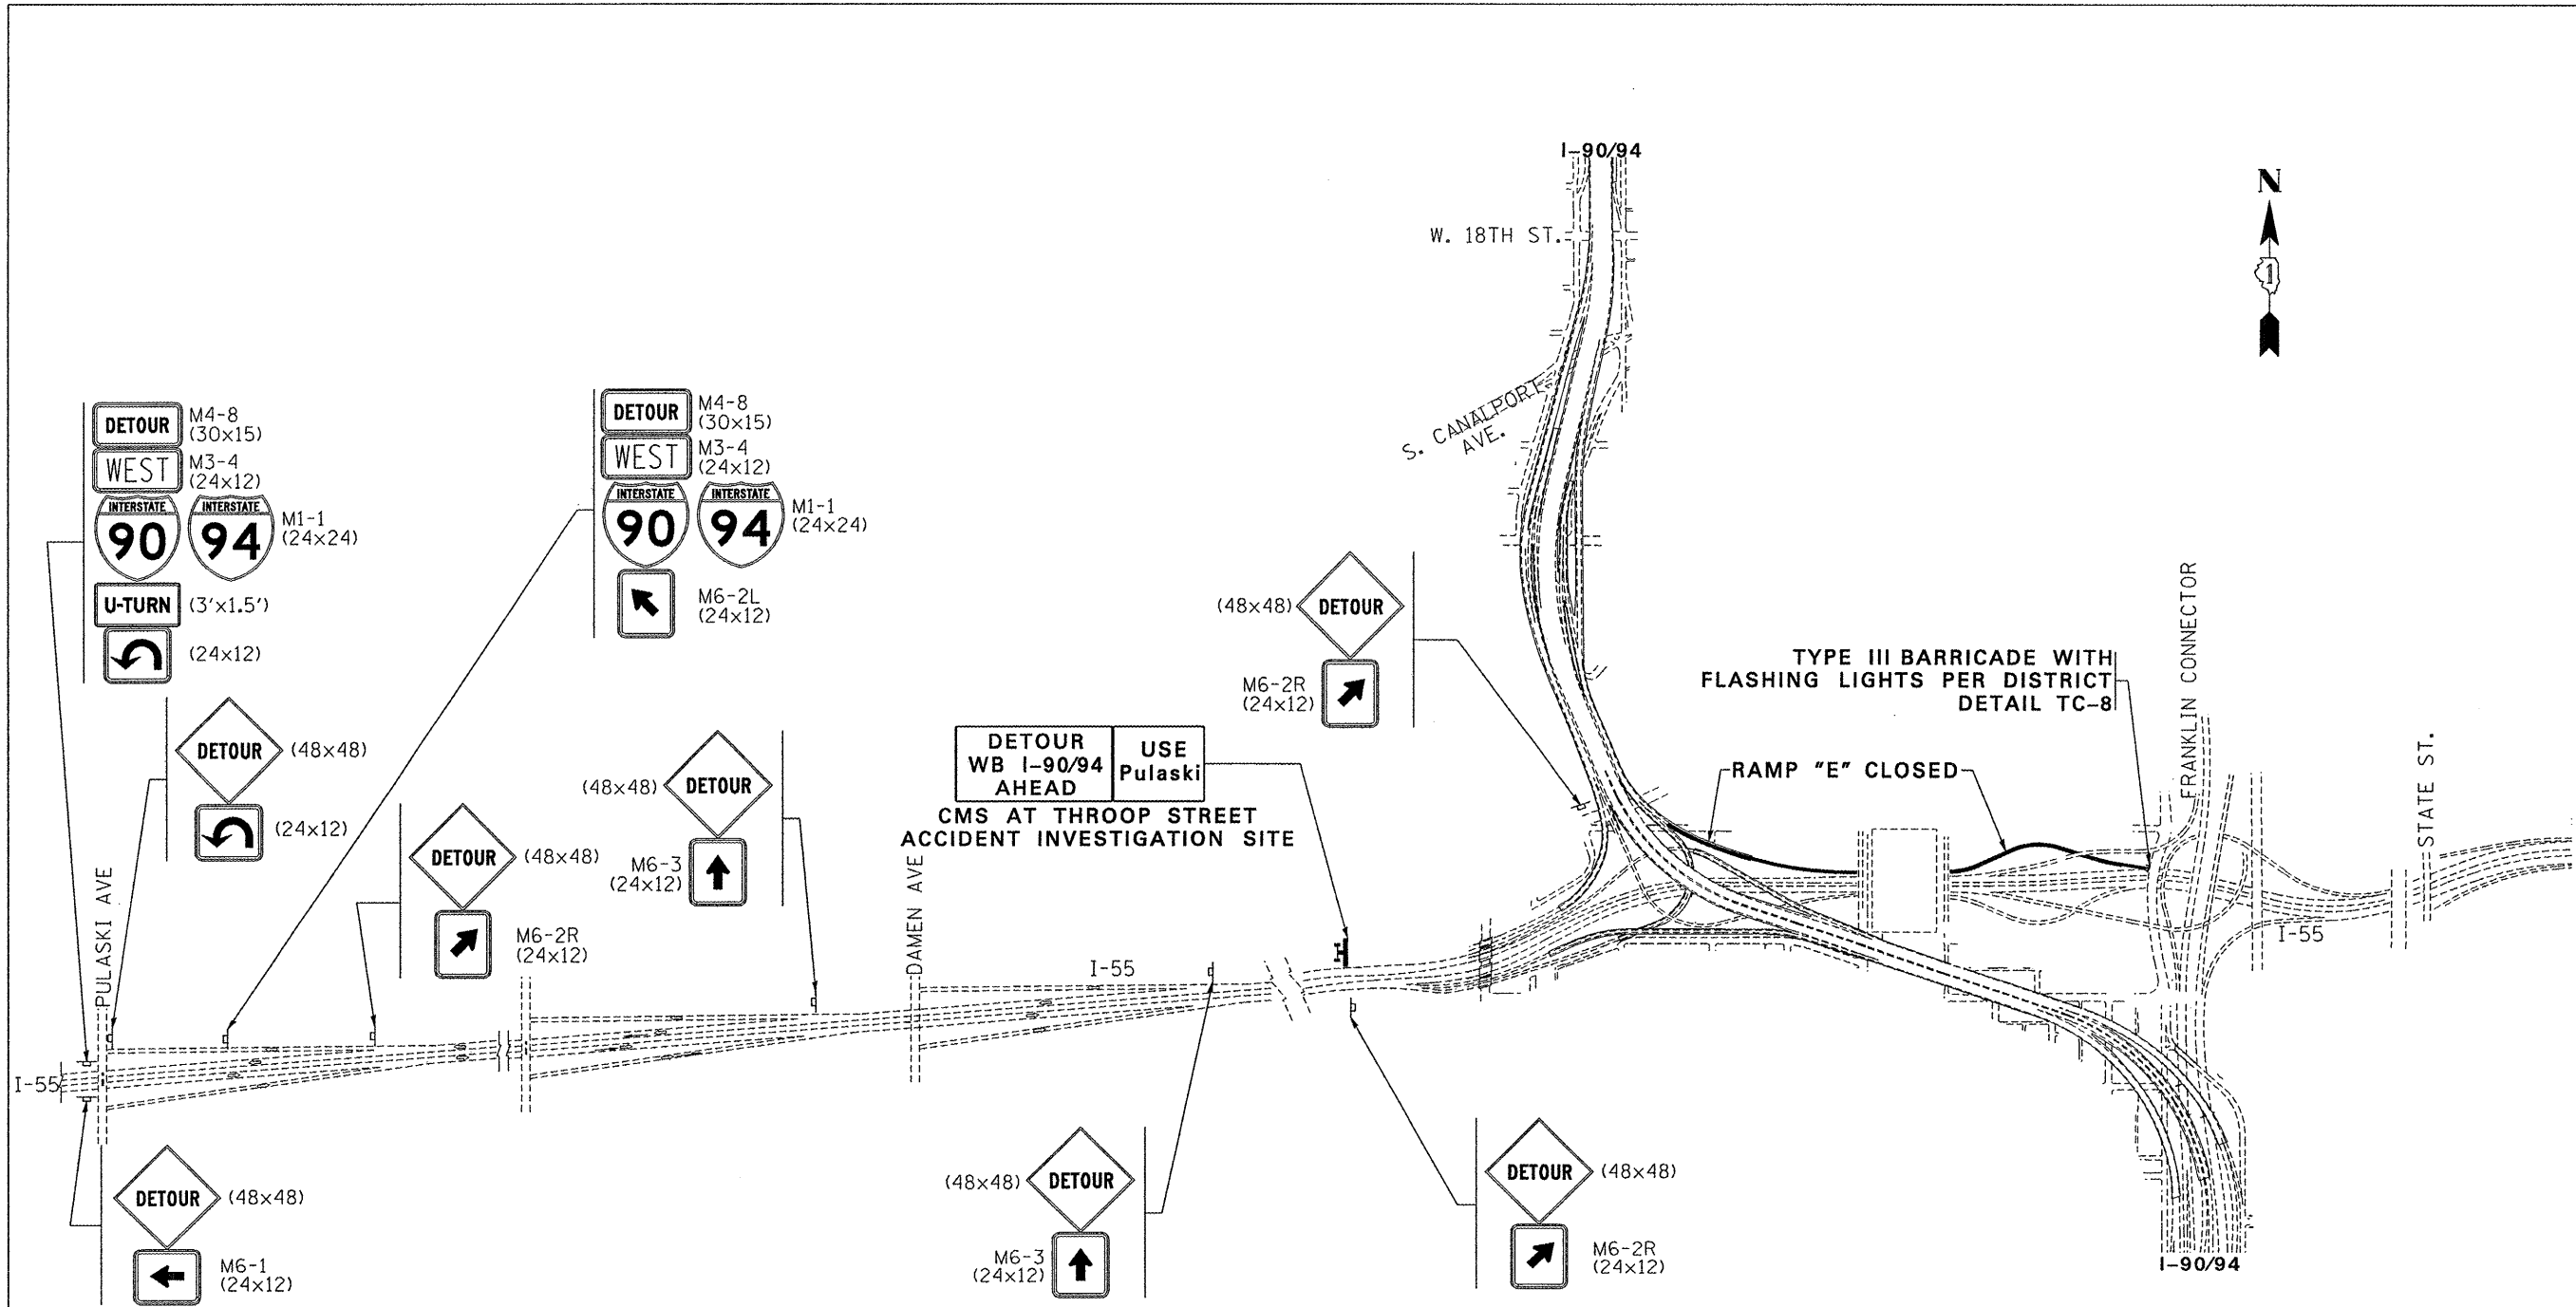 I-90/94
N
1
W. 18TH ST.
S. CANALPORT
AVE.
DETOUR
M4-8
(30x15)
WEST
M3-4
(24x12)
INTERSTATE
90
INTERSTATE
94
M1-1
(24x24)
U-TURN
(3'x1.5')
(24x12)
DETOUR
M4-8
(30x15)
WEST
M3-4
(24x12)
INTERSTATE
90
INTERSTATE
94
M1-1
(24x24)
M6-2L
(24x12)
(48x48)
DETOUR
M6-2R
(24x12)
TYPE III BARRICADE WITH
FLASHING LIGHTS PER DISTRICT
DETAIL TC-8
FRANKLIN CONNECTOR
STATE ST.
RAMP "E" CLOSED
DETOUR
(48x48)
(24x12)
DETOUR
(48x48)
M6-2R
(24x12)
(48x48)
DETOUR
M6-3
(24x12)
DETOUR
WB I-90/94
AHEAD
USE
Pulaski
CMS AT THROOP STREET
ACCIDENT INVESTIGATION SITE
PULASKI AVE
DAMEN AVE
I-55
I-55
I-55
DETOUR
(48x48)
M6-1
(24x12)
(48x48)
DETOUR
M6-3
(24x12)
DETOUR
(48x48)
M6-2R
(24x12)
I-90/94